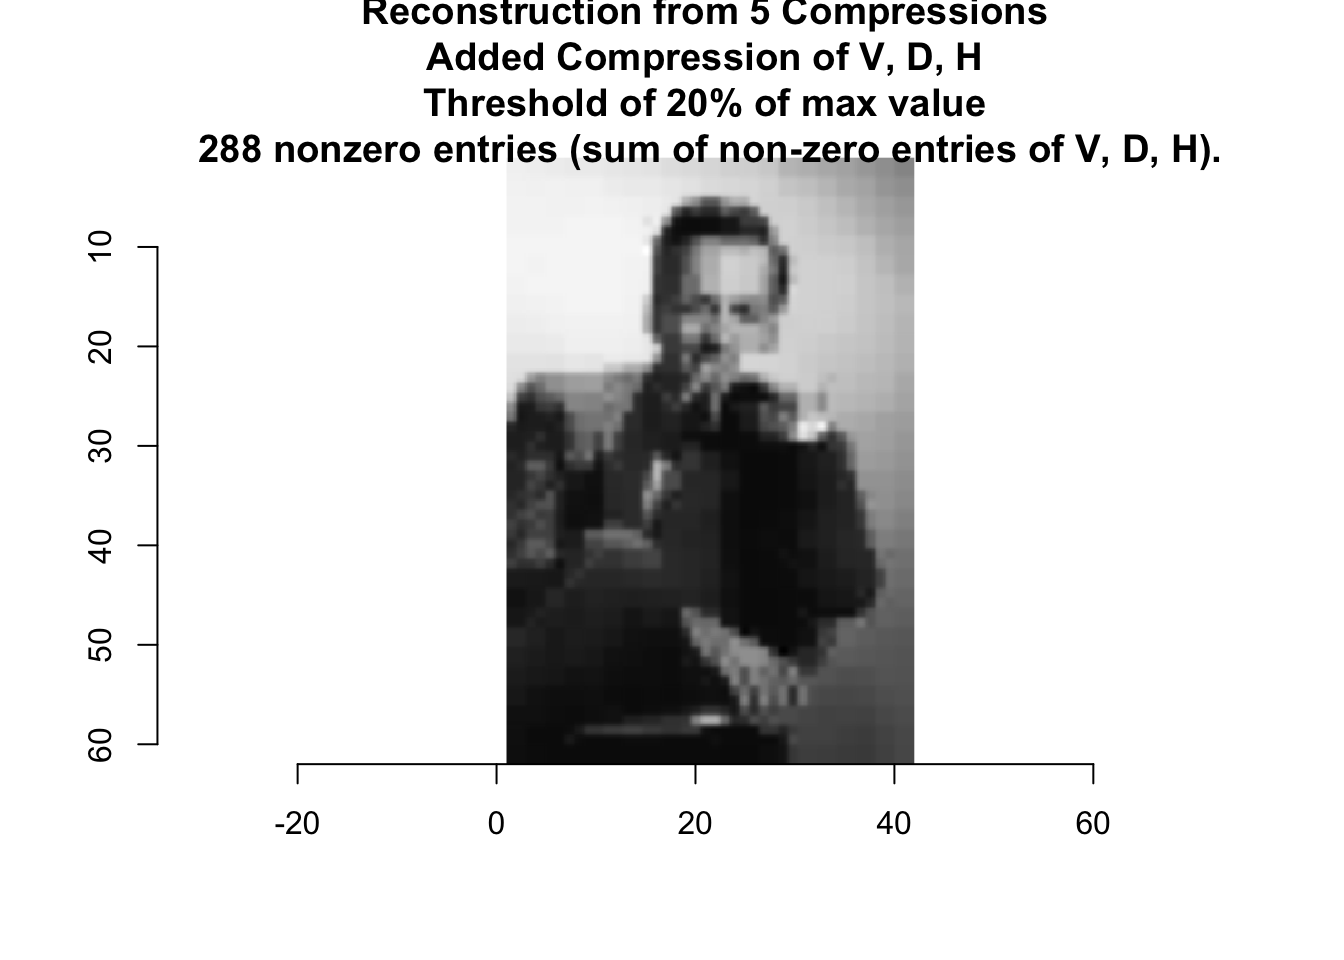 Reconstruction from 5 Compressions
Added Compression of V, D, H
Threshold of 20% of max value
288 nonzero entries (sum of non-zero entries of V, D, H).
10
20
30
40
50
60
-20 0 20 40 60